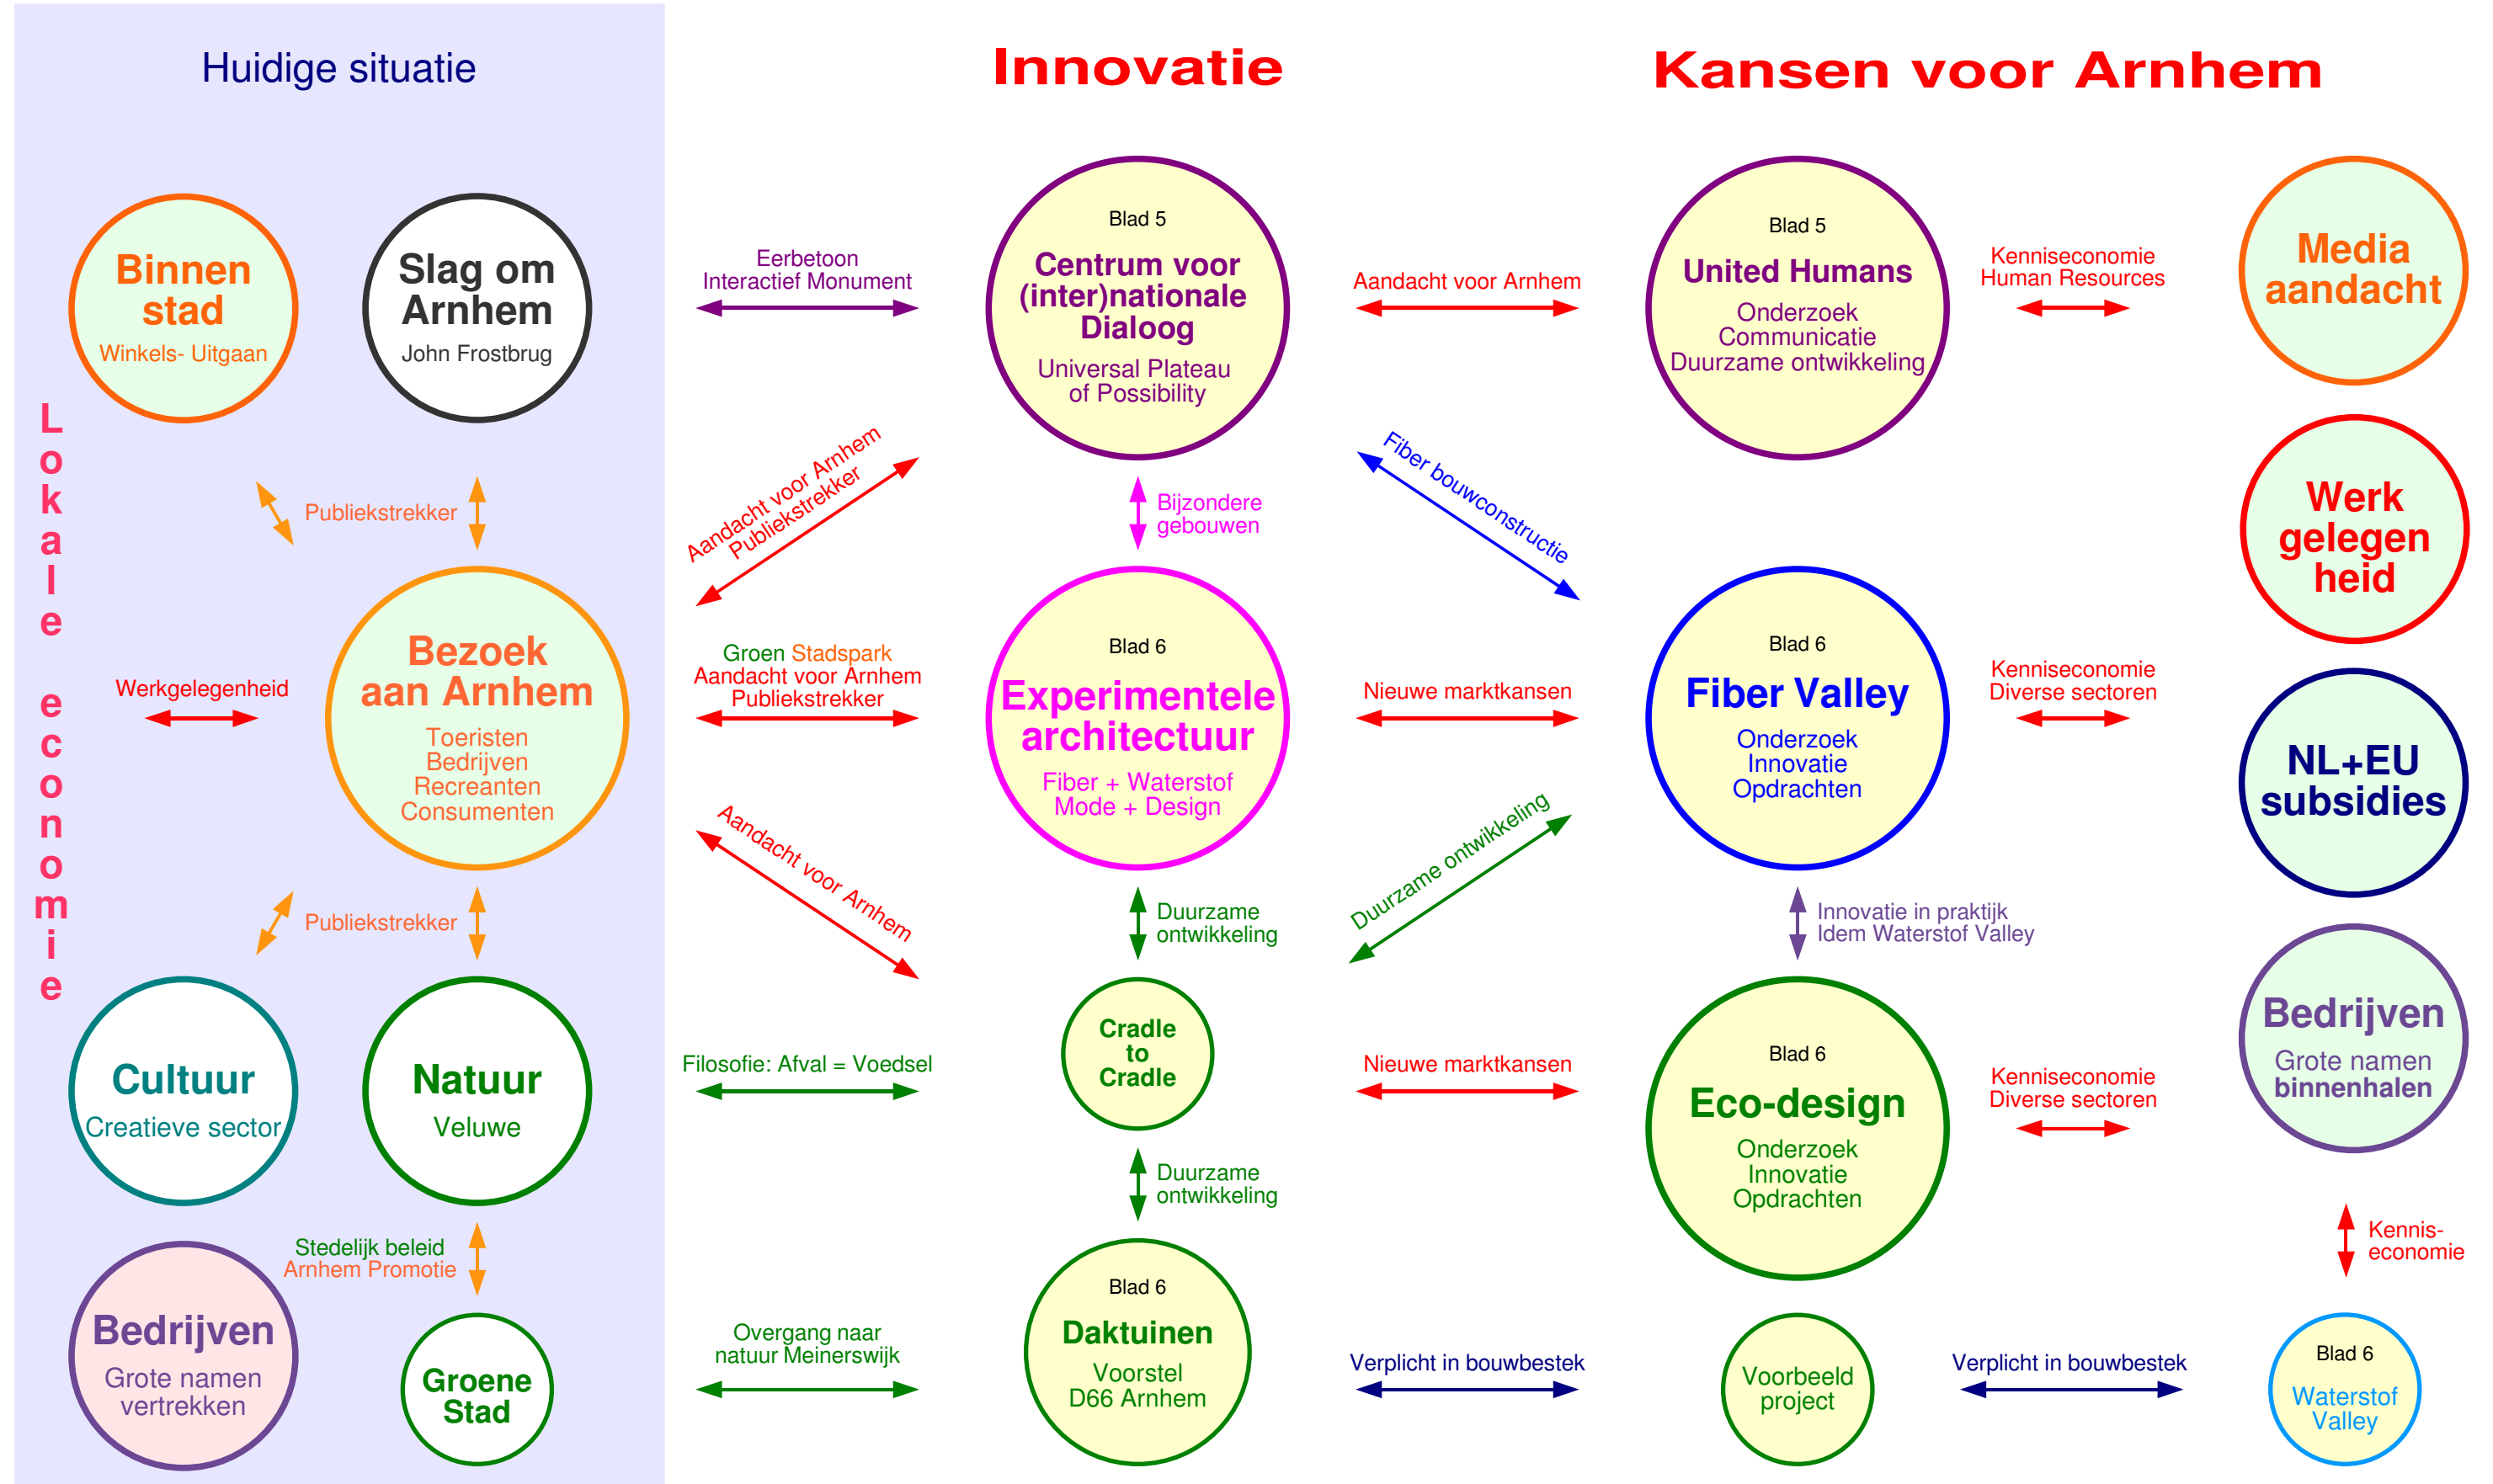 Huidige situatie
Innovatie
Kansen voor Arnhem
Lokale economie
Binnen
stad
Winkels- Uitgaan
Slag om
Arnhem
John Frostbrug
Eerbetoon
Interactief Monument
Blad 5
Centrum voor
(inter)nationale
Dialoog
Universal Plateau
of Possibility
Aandacht voor Arnhem
Blad 5
United Humans
Onderzoek
Communicatie
Duurzame ontwikkeling
Kenniseconomie
Human Resources
Media
aandacht
Publiekstrekker
Aandacht voor Arnhem
Publiekstrekker
Bijzondere
gebouwen
Fiber bouwconstructie
Werk
gelegen
heid
Werkgelegenheid
Bezoek
aan Arnhem
Toeristen
Bedrijven
Recreanten
Consumenten
Groen Stadspark
Aandacht voor Arnhem
Publiekstrekker
Blad 6
Experimentele
architectuur
Fiber + Waterstof
Mode + Design
Nieuwe marktkansen
Blad 6
Fiber Valley
Onderzoek
Innovatie
Opdrachten
Kenniseconomie
Diverse sectoren
NL+EU
subsidies
Publiekstrekker
Aandacht voor Arnhem
Duurzame
ontwikkeling
Duurzame ontwikkeling
Innovatie in praktijk
Idem Waterstof Valley
Bedrijven
Grote namen
binnenhalen
Cultuur
Creatieve sector
Natuur
Veluwe
Filosofie: Afval = Voedsel
Cradle
to
Cradle
Nieuwe marktkansen
Blad 6
Eco-design
Onderzoek
Innovatie
Opdrachten
Kenniseconomie
Diverse sectoren
Duurzame
ontwikkeling
Kennis-
economie
Stedelijk beleid
Arnhem Promotie
Bedrijven
Grote namen
vertrekken
Groene
Stad
Overgang naar
natuur Meinerswijk
Blad 6
Daktuinen
Voorstel
D66 Arnhem
Verplicht in bouwbestek
Voorbeeld
project
Verplicht in bouwbestek
Blad 6
Waterstof
Valley